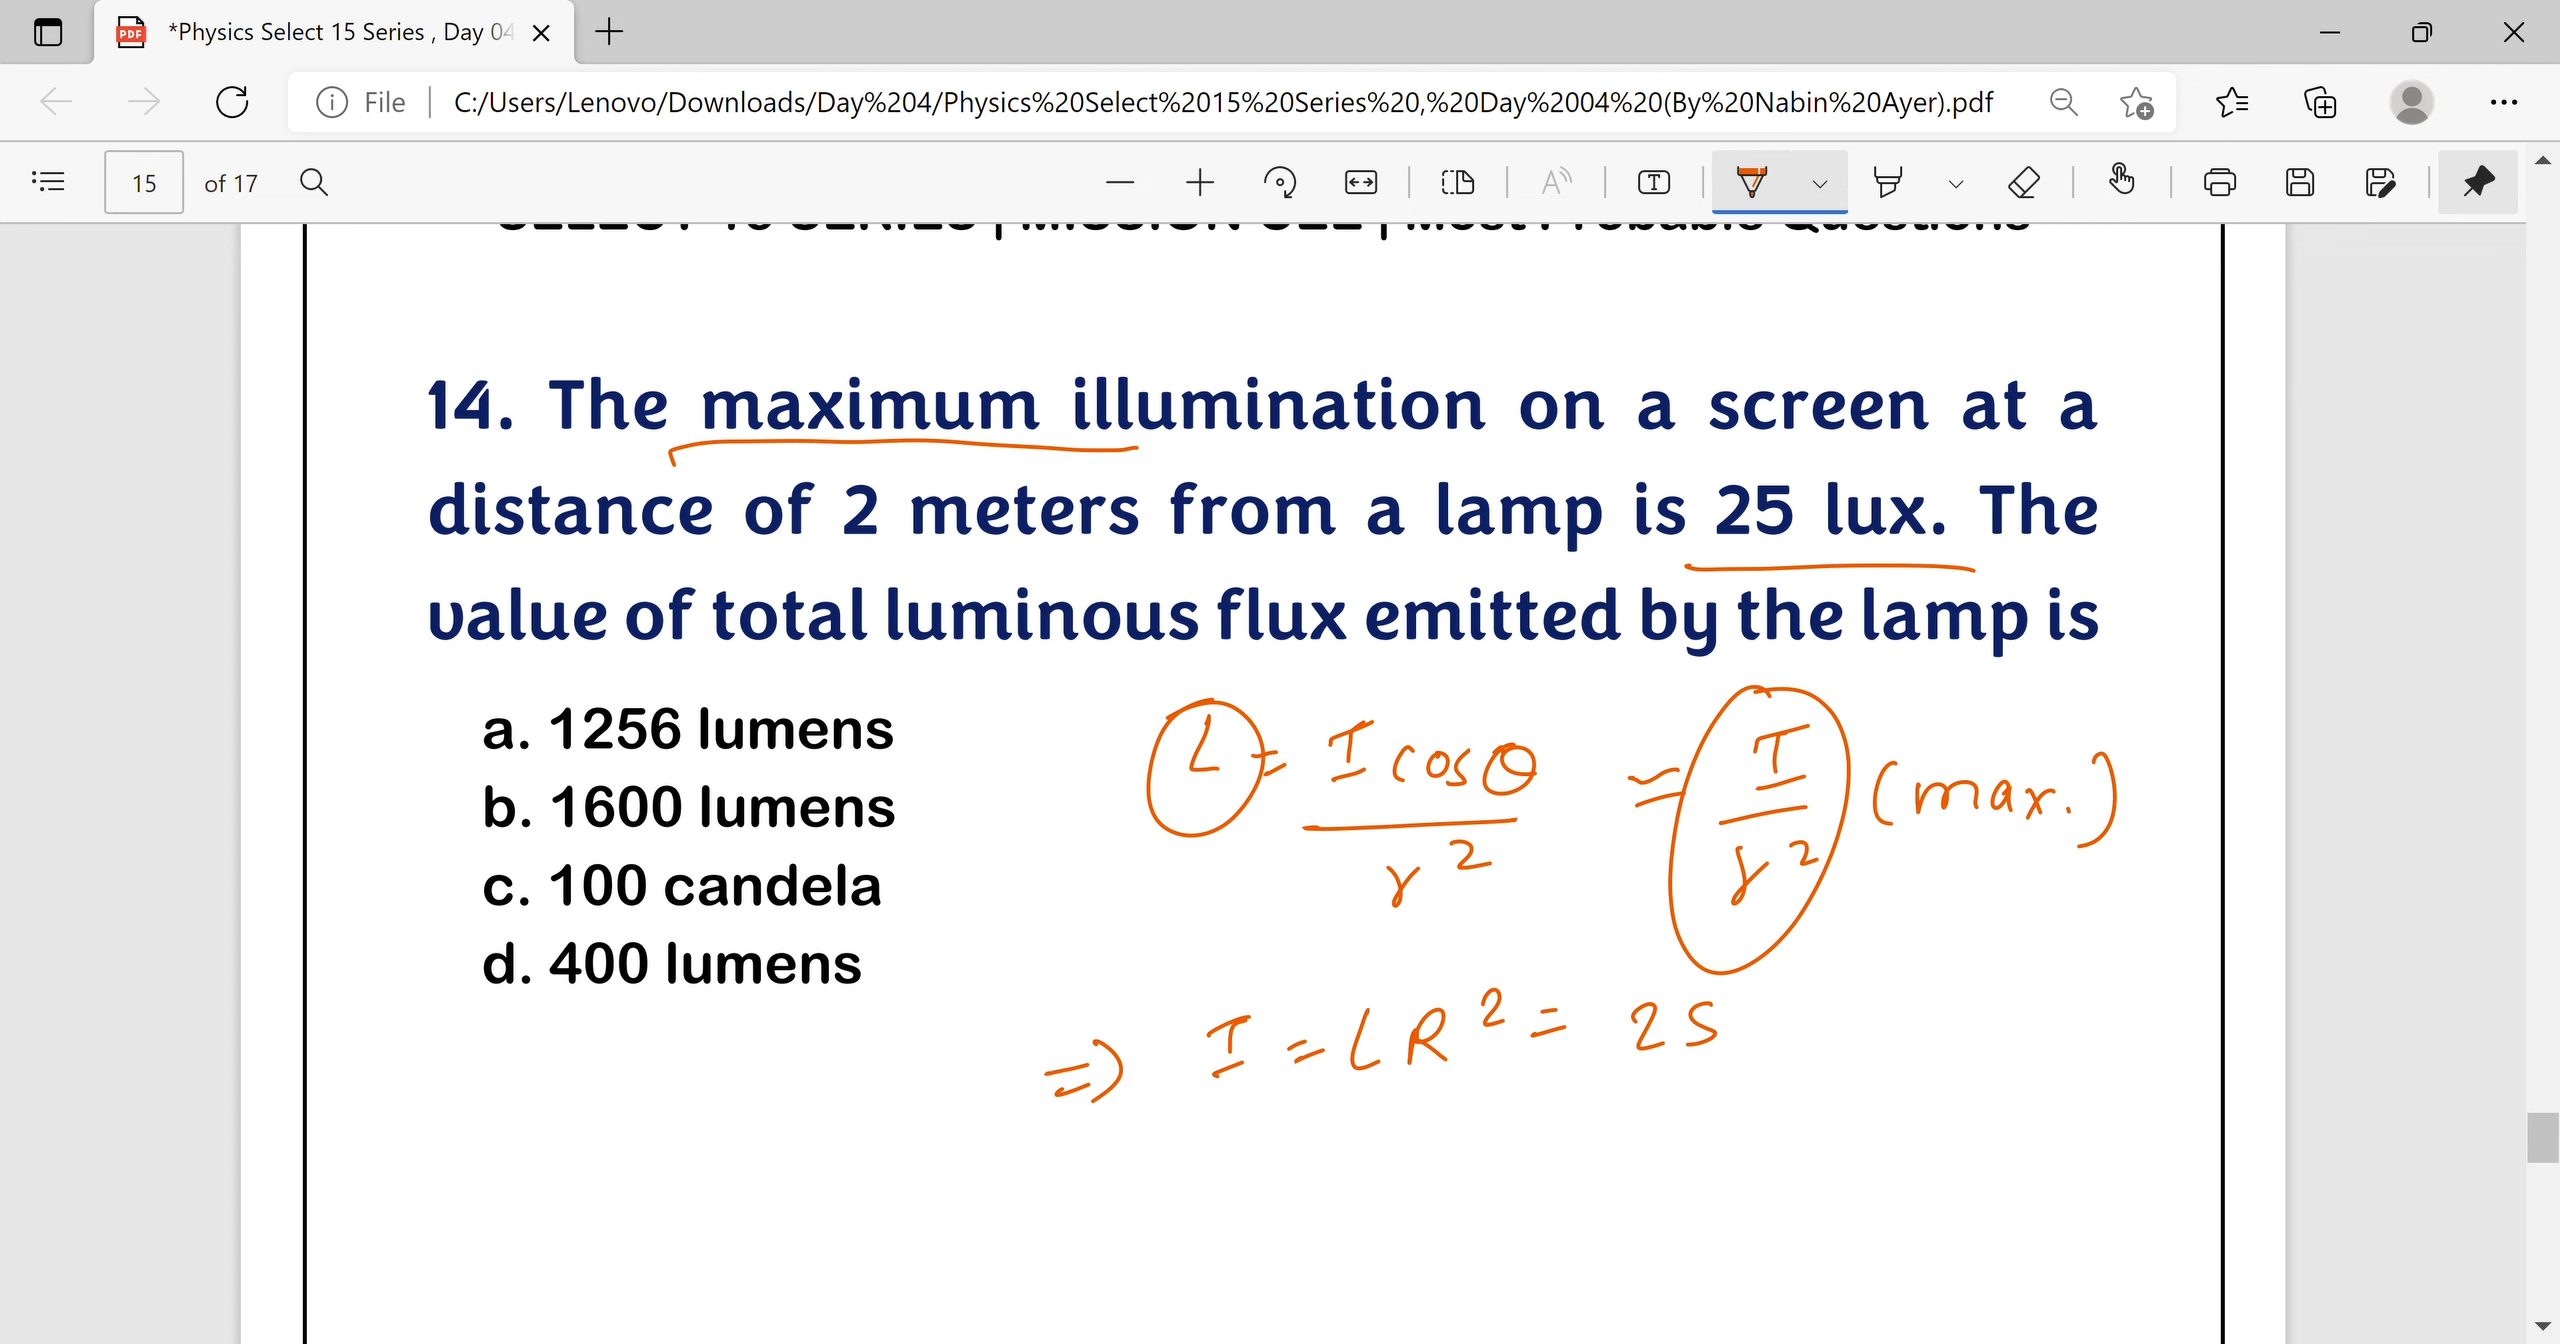 *Physics Select 15 Series , Day 04
File C:/Users/Lenovo/Downloads/Day%204/Physics%20Select%2015%20Series%20,%20Day%2004%20(By%20Nabin%20Ayer).pdf
15 of 17
14. The maximum illumination on a screen at a
distance of 2 meters from a lamp is 25 lux. The
value of total luminous flux emitted by the lamp is
a. 1256 lumens
b. 1600 lumens
c. 100 candela
d. 400 lumens
L = I cosθ / r² ≈ I / r² (max.)
⇒ I = LR² = 25